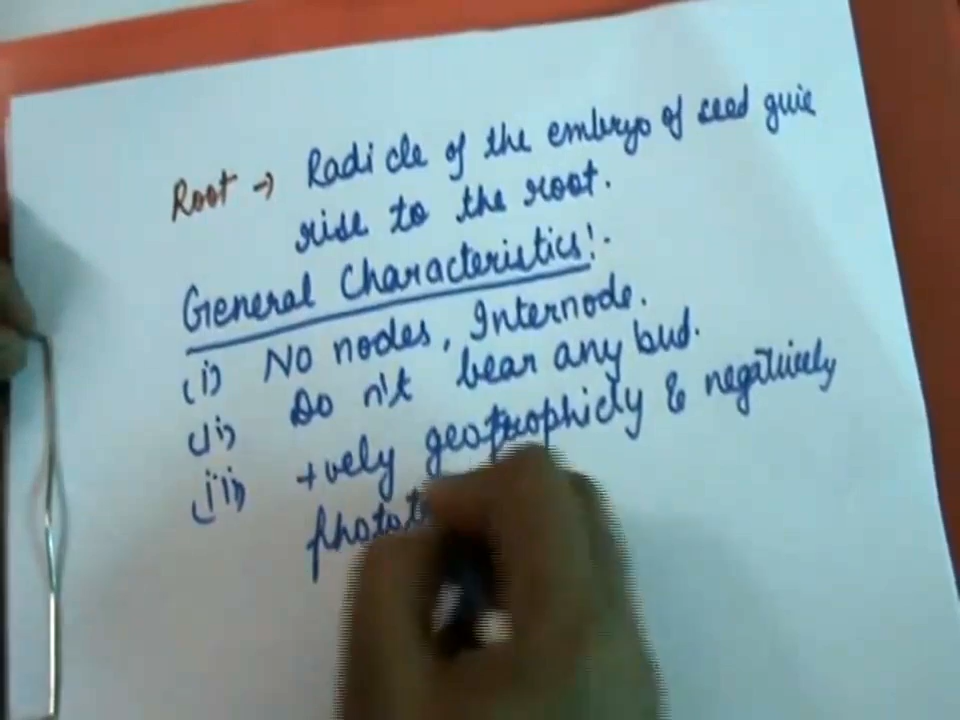 Root → Radicle of the embryo of seed give
rise to the root.
General Characteristics:-
(i) No nodes, Internode.
(ii) Do n't bear any bud.
(iii) +vely geotrophicly & negatively